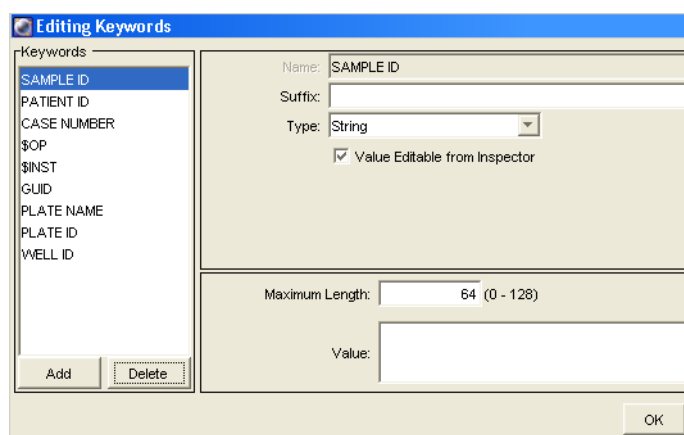 Editing Keywords
Keywords
SAMPLE ID
PATIENT ID
CASE NUMBER
$OP
$INST
GUID
PLATE NAME
PLATE ID
WELL ID
Add Delete
Name: SAMPLE ID
Suffix:
Type: String
Value Editable from Inspector
Maximum Length: 64 (0 - 128)
Value:
OK